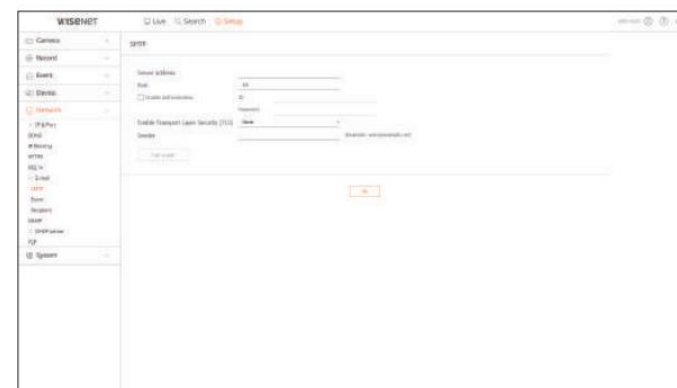 WISENET
Live Search Setup
Camera
SMTP
Record
Event
Device
Network
Server address
Port
Enable authentication ID
Password
IP & Port
DDNS
IP filtering
HTTPS
802.1x
E-mail
SMTP
Event
Recipient
SNMP
DHCP server
P2P
Enable Transport Layer Security (TLS)
Sender
Test email
OK
System